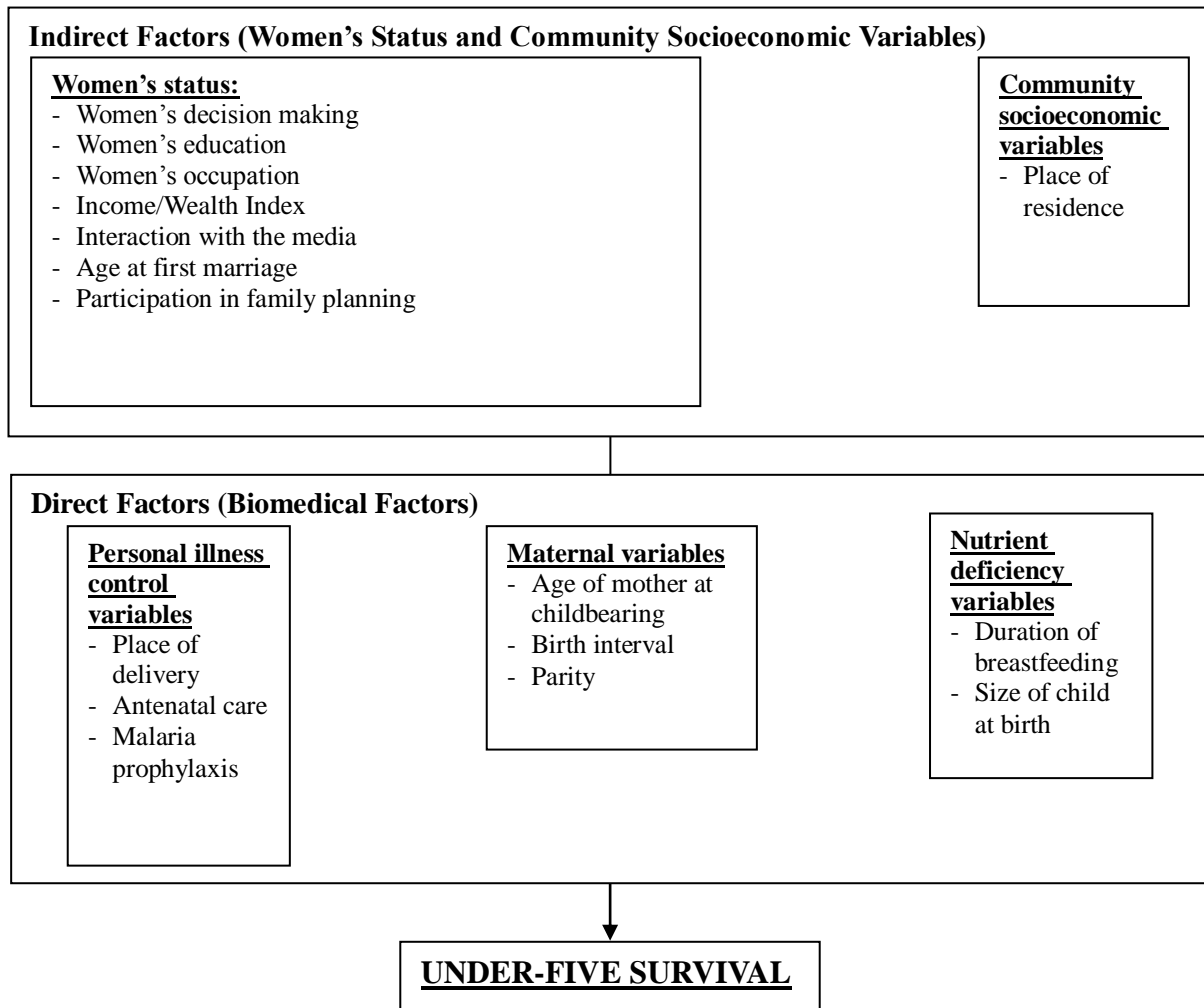 Indirect Factors (Women’s Status and Community Socioeconomic Variables)
Women’s status:
- Women’s decision making
- Women’s education
- Women’s occupation
- Income/Wealth Index
- Interaction with the media
- Age at first marriage
- Participation in family planning
Community
socioeconomic
variables
- Place of
residence
Direct Factors (Biomedical Factors)
Personal illness
control
variables
- Place of
delivery
- Antenatal care
- Malaria
prophylaxis
Maternal variables
- Age of mother at
childbearing
- Birth interval
- Parity
Nutrient
deficiency
variables
- Duration of
breastfeeding
- Size of child
at birth
UNDER-FIVE SURVIVAL